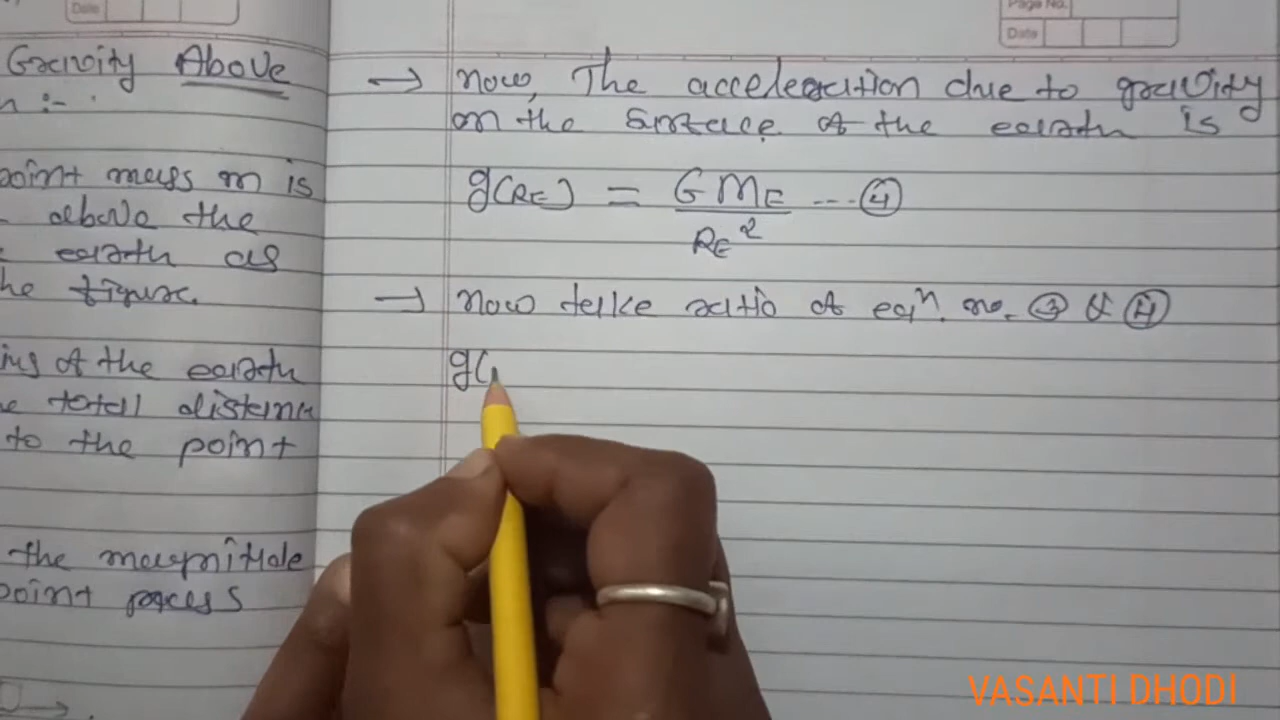 Date
Gravity Above
n :-
point mass m is
above the
earth as
he figure.
ius of the earth
total distance
to the point
the magnitude
point
Page No.
Date
→ now, The acceleration due to gravity
on the surface of the earth is
g(RE) = GME / RE² ---④
→ now take ratio of eqⁿ. no. ③ & ④
g(
VASANTI DHODI